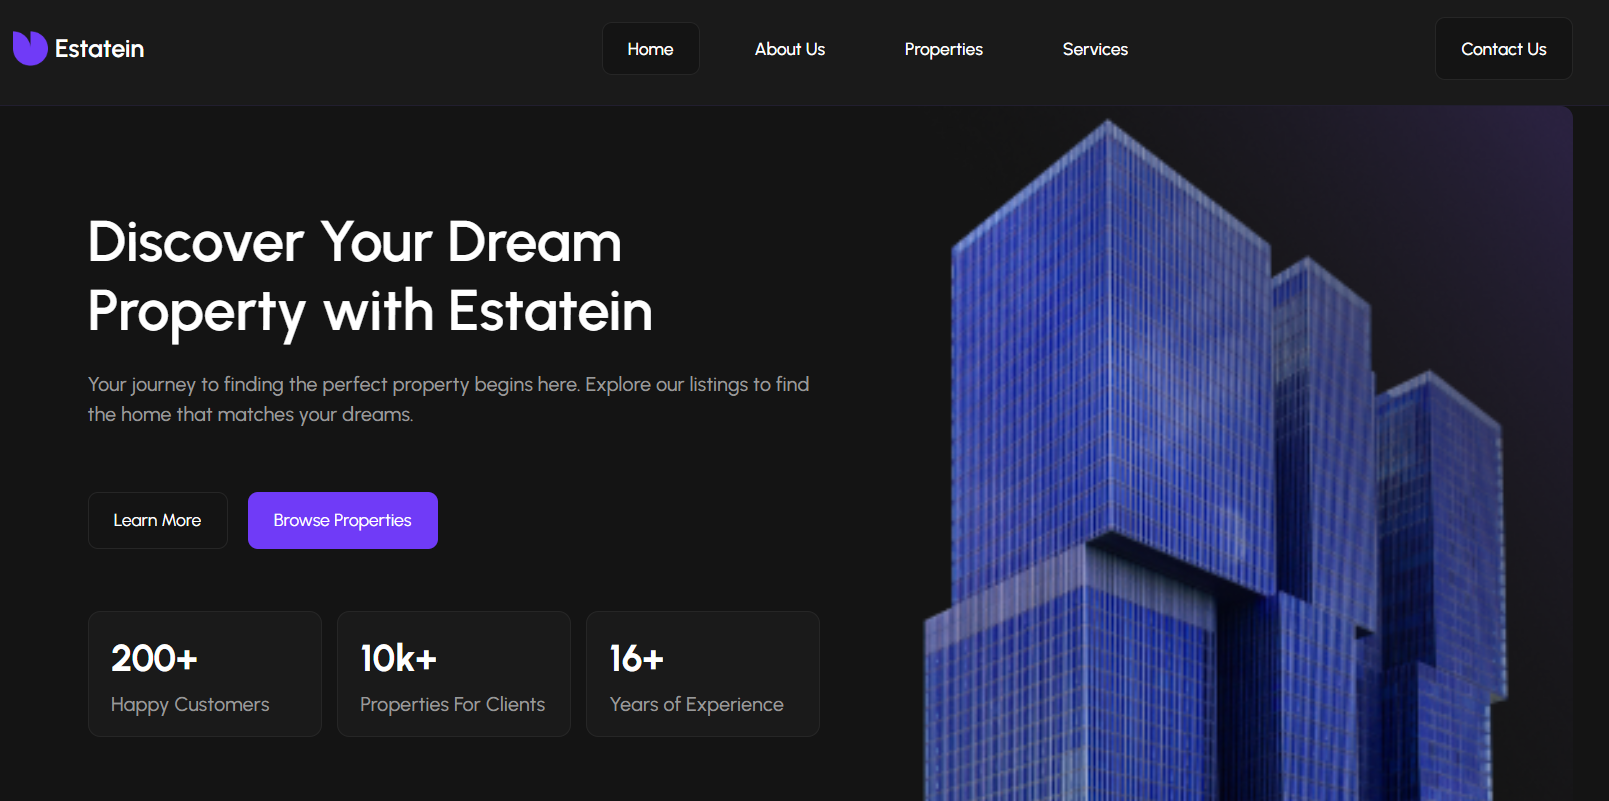 Estatein
Home
About Us
Properties
Services
Contact Us
Discover Your Dream
Property with Estatein
Your journey to finding the perfect property begins here. Explore our listings to find
the home that matches your dreams.
Learn More
Browse Properties
200+
Happy Customers
10k+
Properties For Clients
16+
Years of Experience